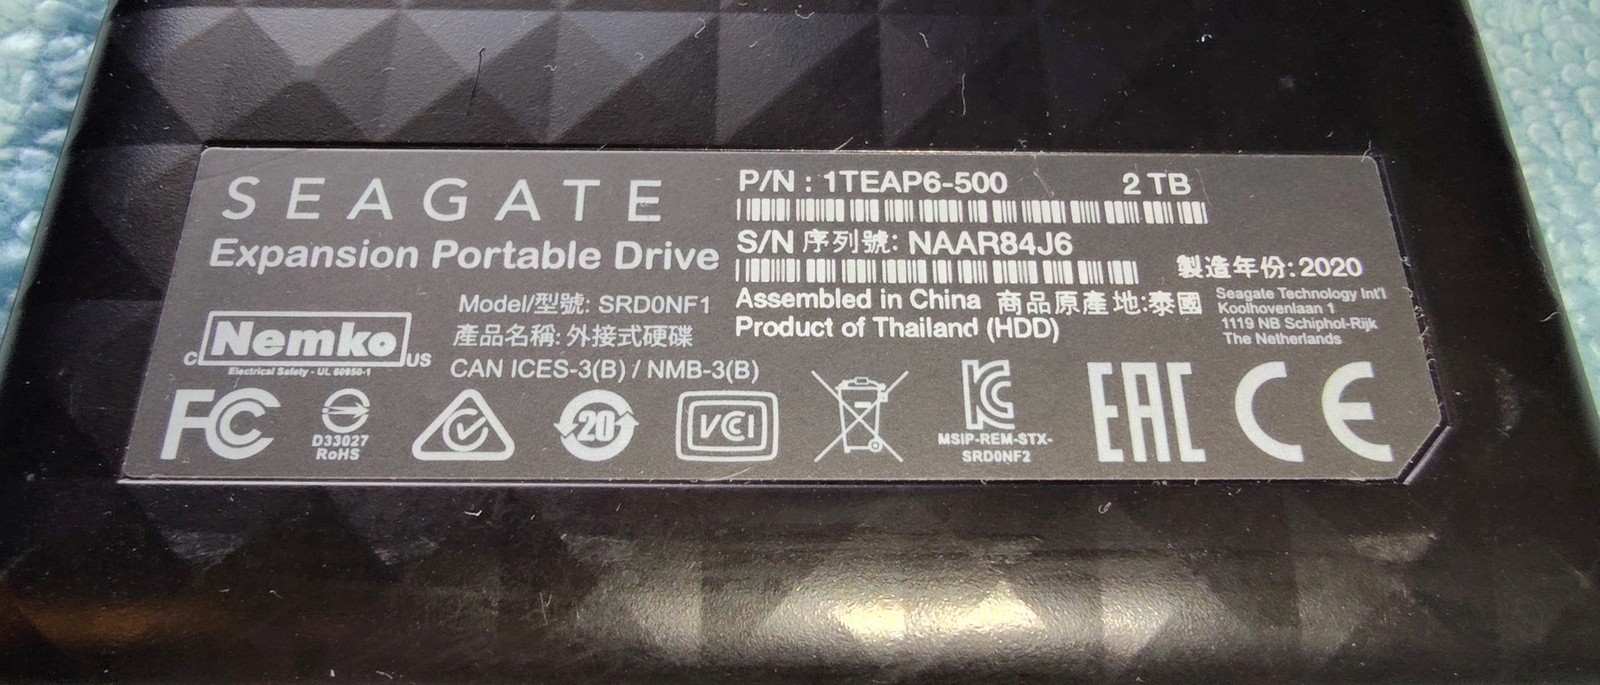 SEAGATE
Expansion Portable Drive
Model/型號: SRD0NF1
產品名稱: 外接式硬碟
CAN ICES-3(B) / NMB-3(B)
c Nemko US
Electrical Safety - UL 60950-1
P/N : 1TEAP6-500 2 TB
S/N 序列號: NAAR84J6
製造年份: 2020
Assembled in China 商品原產地:泰國
Product of Thailand (HDD)
Seagate Technology Int'l
Koolhovenlaan 1
1119 NB Schiphol-Rijk
The Netherlands
FC
D33027
RoHS
20
VCCI
KC
MSIP-REM-STX-
SRD0NF2
EAC
CE